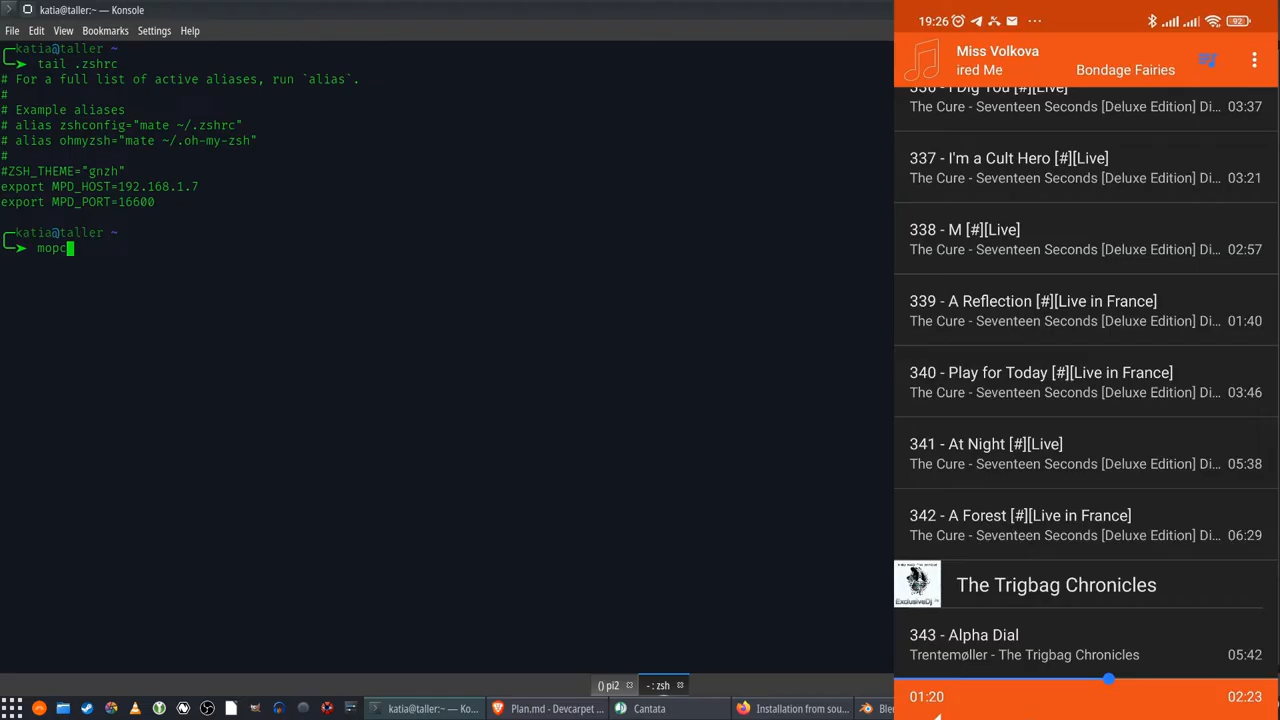 katia@taller:~ — Konsole
File Edit View Bookmarks Settings Help
katia@taller ~
tail .zshrc
# For a full list of active aliases, run `alias`.
#
# Example aliases
# alias zshconfig="mate ~/.zshrc"
# alias ohmyzsh="mate ~/.oh-my-zsh"
#
#ZSH_THEME="gnzh"
export MPD_HOST=192.168.1.7
export MPD_PORT=16600
katia@taller ~
mopc
() pi2
- : zsh
katia@taller:~ — Ko...
Plan.md - Devcarpet ...
Cantata
Installation from sou...
Blen
19:26 ... 92
Miss Volkova
ired Me Bondage Fairies
336 - I Dig You [#][Live]
The Cure - Seventeen Seconds [Deluxe Edition] Di... 03:37
337 - I'm a Cult Hero [#][Live]
The Cure - Seventeen Seconds [Deluxe Edition] Di... 03:21
338 - M [#][Live]
The Cure - Seventeen Seconds [Deluxe Edition] Di... 02:57
339 - A Reflection [#][Live in France]
The Cure - Seventeen Seconds [Deluxe Edition] Di... 01:40
340 - Play for Today [#][Live in France]
The Cure - Seventeen Seconds [Deluxe Edition] Di... 03:46
341 - At Night [#][Live]
The Cure - Seventeen Seconds [Deluxe Edition] Di... 05:38
342 - A Forest [#][Live in France]
The Cure - Seventeen Seconds [Deluxe Edition] Di... 06:29
ExclusiveDj
The Trigbag Chronicles
343 - Alpha Dial
Trentemøller - The Trigbag Chronicles 05:42
01:20 02:23